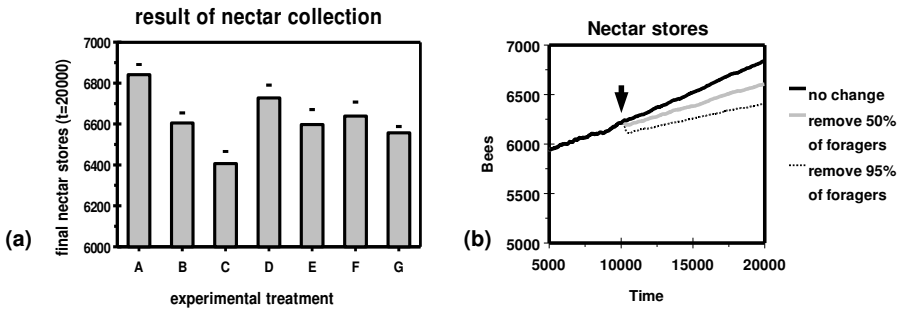 result of nectar collection
final nectar stores (t=20000)
7000
6800
6600
6400
6200
6000
A B C D E F G
experimental treatment
(a)
Nectar stores
Bees
7000
6500
6000
5500
5000
5000 10000 15000 20000
Time
(b)
no change
remove 50%
of foragers
remove 95%
of foragers